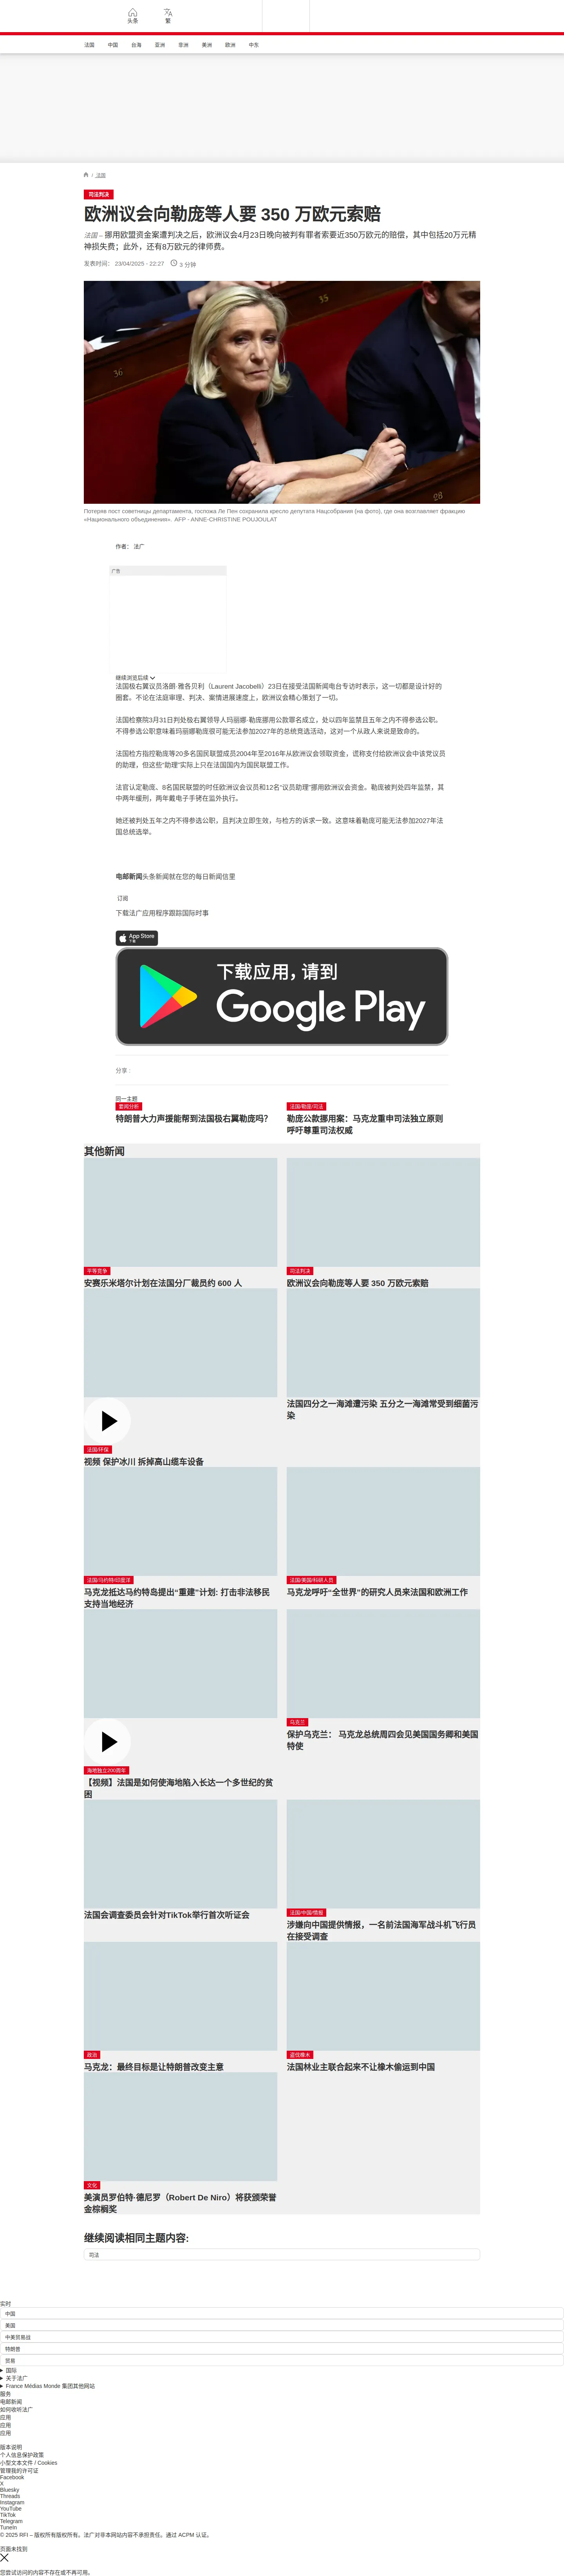 头条
繁
法国 中国 台海 亚洲 非洲 美洲 欧洲 中东
/ 法国
司法判决
欧洲议会向勒庞等人要 350 万欧元索赔
法国 – 挪用欧盟资金案遭判决之后，欧洲议会4月23日晚向被判有罪者索要近350万欧元的赔偿，其中包括20万元精
神损失费；此外，还有8万欧元的律师费。
发表时间： 23/04/2025 - 22:27 3 分钟
36
35
28
Потеряв пост советницы департамента, госпожа Ле Пен сохранила кресло депутата Нацсобрания (на фото), где она возглавляет фракцию
«Национального объединения». AFP - ANNE-CHRISTINE POUJOULAT
作者： 法广
广告
继续浏览后续
法国极右翼议员洛朗·雅各贝利（Laurent Jacobelli）23日在接受法国新闻电台专访时表示，这一切都是设计好的
圈套。不论在法庭审理、判决、案情进展速度上，欧洲议会精心策划了一切。
法国检察院3月31日判处极右翼领导人玛丽娜·勒庞挪用公款罪名成立，处以四年监禁且五年之内不得参选公职。
不得参选公职意味着玛丽娜勒庞很可能无法参加2027年的总统竞选活动，这对一个从政人来说是致命的。
法国检方指控勒庞等20多名国民联盟成员2004年至2016年从欧洲议会领取资金，谎称支付给欧洲议会中该党议员
的助理，但这些“助理”实际上只在法国国内为国民联盟工作。
法官认定勒庞、8名国民联盟的时任欧洲议会议员和12名“议员助理”挪用欧洲议会资金。勒庞被判处四年监禁，其
中两年缓刑，两年戴电子手铐在监外执行。
她还被判处五年之内不得参选公职，且判决立即生效，与检方的诉求一致。这意味着勒庞可能无法参加2027年法
国总统选举。
电邮新闻头条新闻就在您的每日新闻信里
订阅
下载法广应用程序跟踪国际时事
App Store
下载
下载应用，请到
Google Play
分享 :
同一主题
要闻分析
特朗普大力声援能帮到法国极右翼勒庞吗?
法国/勒庞/司法
勒庞公款挪用案：马克龙重申司法独立原则
呼吁尊重司法权威
其他新闻
不等竞争
安赛乐米塔尔计划在法国分厂裁员约 600 人
司法判决
欧洲议会向勒庞等人要 350 万欧元索赔
法国/环保
视频 保护冰川 拆掉高山缆车设备
法国四分之一海滩遭污染 五分之一海滩常受到细菌污
染
法国/马约特/印度洋
马克龙抵达马约特岛提出“重建”计划: 打击非法移民
支持当地经济
法国/美国/科研人员
马克龙呼吁“全世界”的研究人员来法国和欧洲工作
海地独立200周年
【视频】法国是如何使海地陷入长达一个多世纪的贫
困
乌克兰
保护乌克兰： 马克龙总统周四会见美国国务卿和美国
特使
法国会调查委员会针对TikTok举行首次听证会
法国/中国/情报
涉嫌向中国提供情报，一名前法国海军战斗机飞行员
在接受调查
政治
马克龙：最终目标是让特朗普改变主意
盗伐橡木
法国林业主联合起来不让橡木偷运到中国
文化
美演员罗伯特·德尼罗（Robert De Niro）将获颁荣誉
金棕榈奖
继续阅读相同主题内容:
司法
实时
中国
美国
中美贸易战
特朗普
贸易
国际
关于法广
France Médias Monde 集团其他网站
服务
电邮新闻
如何收听法广
应用
应用
应用
版本说明
个人信息保护政策
小型文本文件 / Cookies
管理我的许可证
Facebook
X
Bluesky
Threads
Instagram
YouTube
TikTok
Telegram
TuneIn
© 2025 RFI – 版权所有版权所有。法广对非本网站内容不承担责任。通过 ACPM 认证。
页面未找到
您尝试访问的内容不存在或不再可用。